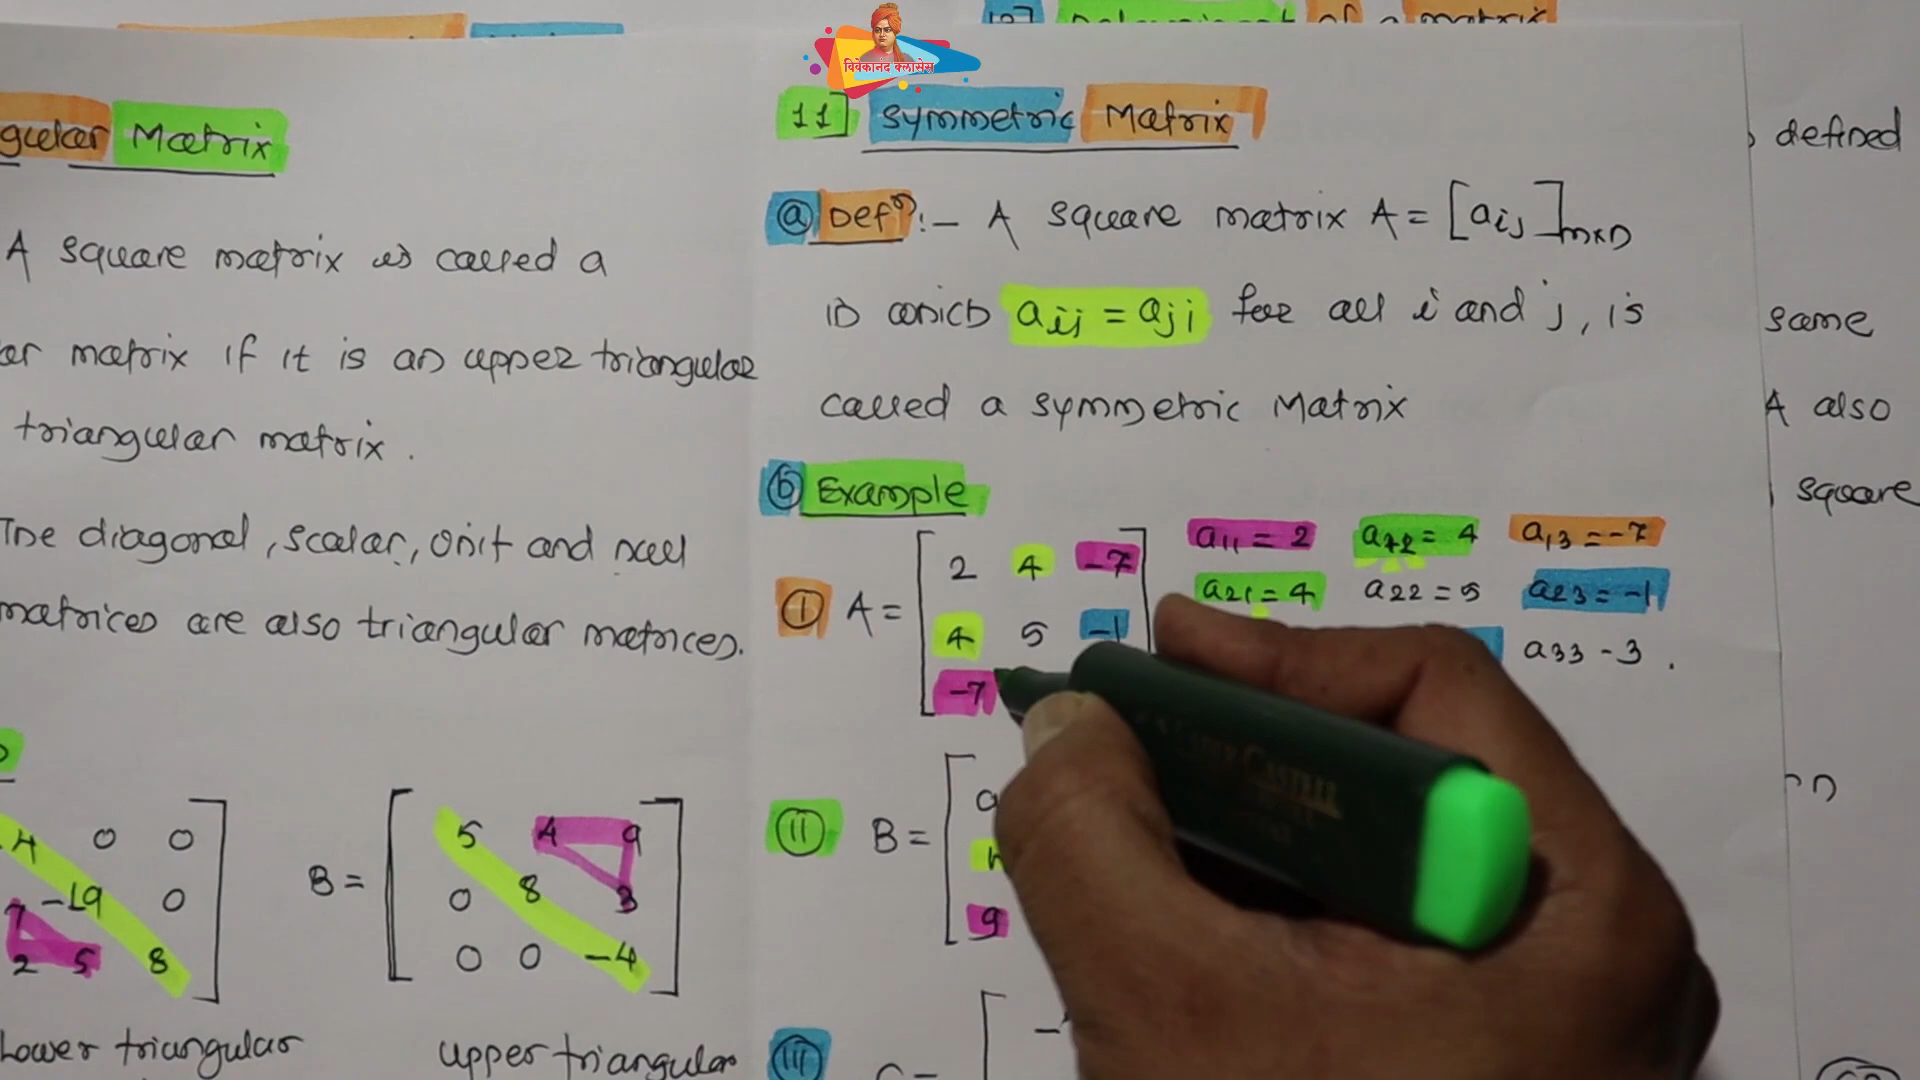 विवेकानंद क्लासेस
Matrix
A square matrix is called a
matrix if it is an upper triangular
triangular matrix.
The diagonal, scalar, unit and null
matrices are also triangular matrices.
4 0 0
7 -19 0
2 5 8
B =
5 4 9
0 8 3
0 0 -4
Lower triangular
upper triangular
11] Symmetric Matrix
(a) Defn:- A square matrix A = [aij]nxn
in which aij = aji for all i and j, is
called a symmetric Matrix
(b) Example
(I) A =
2 4 -7
4 5 -1
-7
a11 = 2 a12 = 4 a13 = -7
a21 = 4 a22 = 5 a23 = -1
a33 - 3 .
(II) B =
a
h
g
(III) C =
defined
same
A also
square